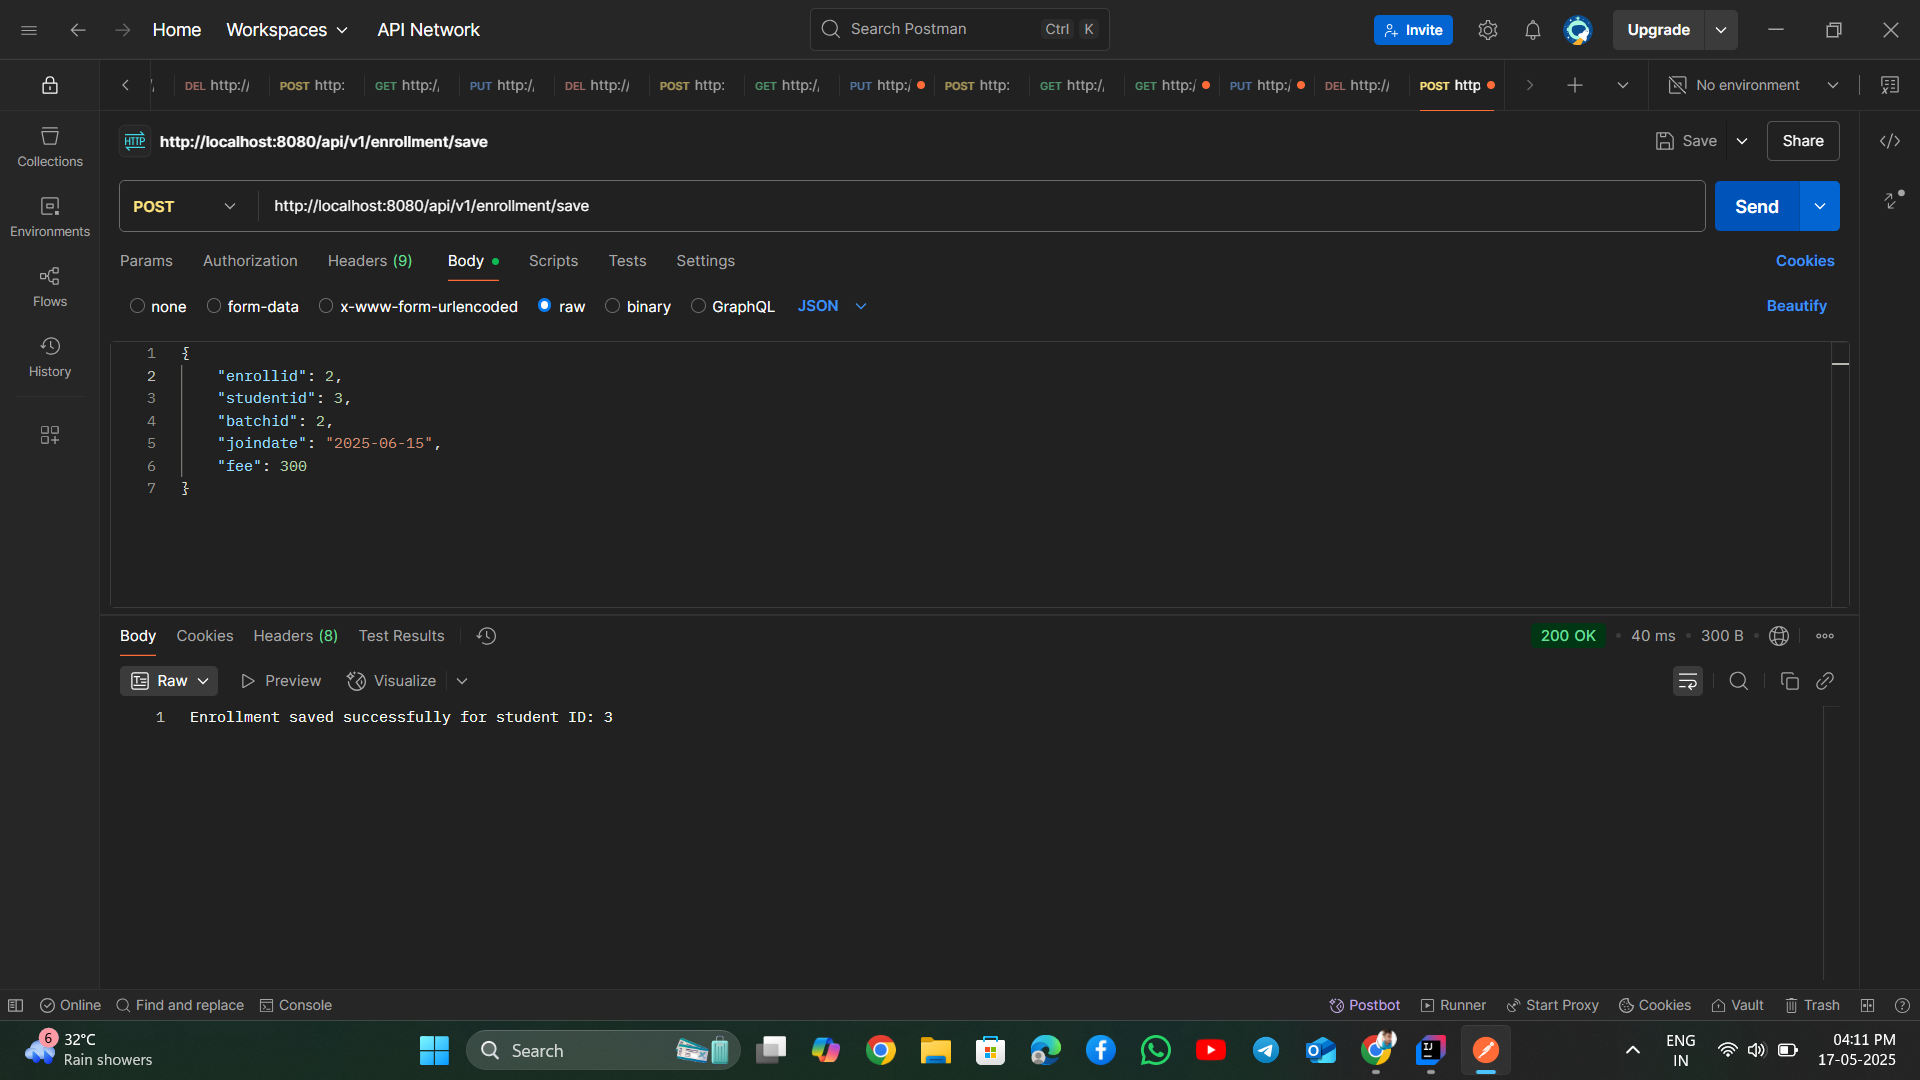 Home Workspaces API Network Search Postman Ctrl K Invite Upgrade
DEL http:// POST http: GET http:/ PUT http:/ DEL http:// POST http: GET http:/ PUT http:/ POST http: GET http:/ GET http:/ PUT http:/ DEL http:// POST http No environment
HTTP http://localhost:8080/api/v1/enrollment/save Save Share
Collections
Environments
Flows
History
POST http://localhost:8080/api/v1/enrollment/save Send
Params Authorization Headers (9) Body Scripts Tests Settings Cookies
none form-data x-www-form-urlencoded raw binary GraphQL JSON Beautify
1 {
2 "enrollid": 2,
3 "studentid": 3,
4 "batchid": 2,
5 "joindate": "2025-06-15",
6 "fee": 300
7 }
Body Cookies Headers (8) Test Results 200 OK • 40 ms • 300 B •
Raw Preview Visualize
1 Enrollment saved successfully for student ID: 3
Online Find and replace Console Postbot Runner Start Proxy Cookies Vault Trash
6 32°C
Rain showers
Search
ENG
IN
04:11 PM
17-05-2025